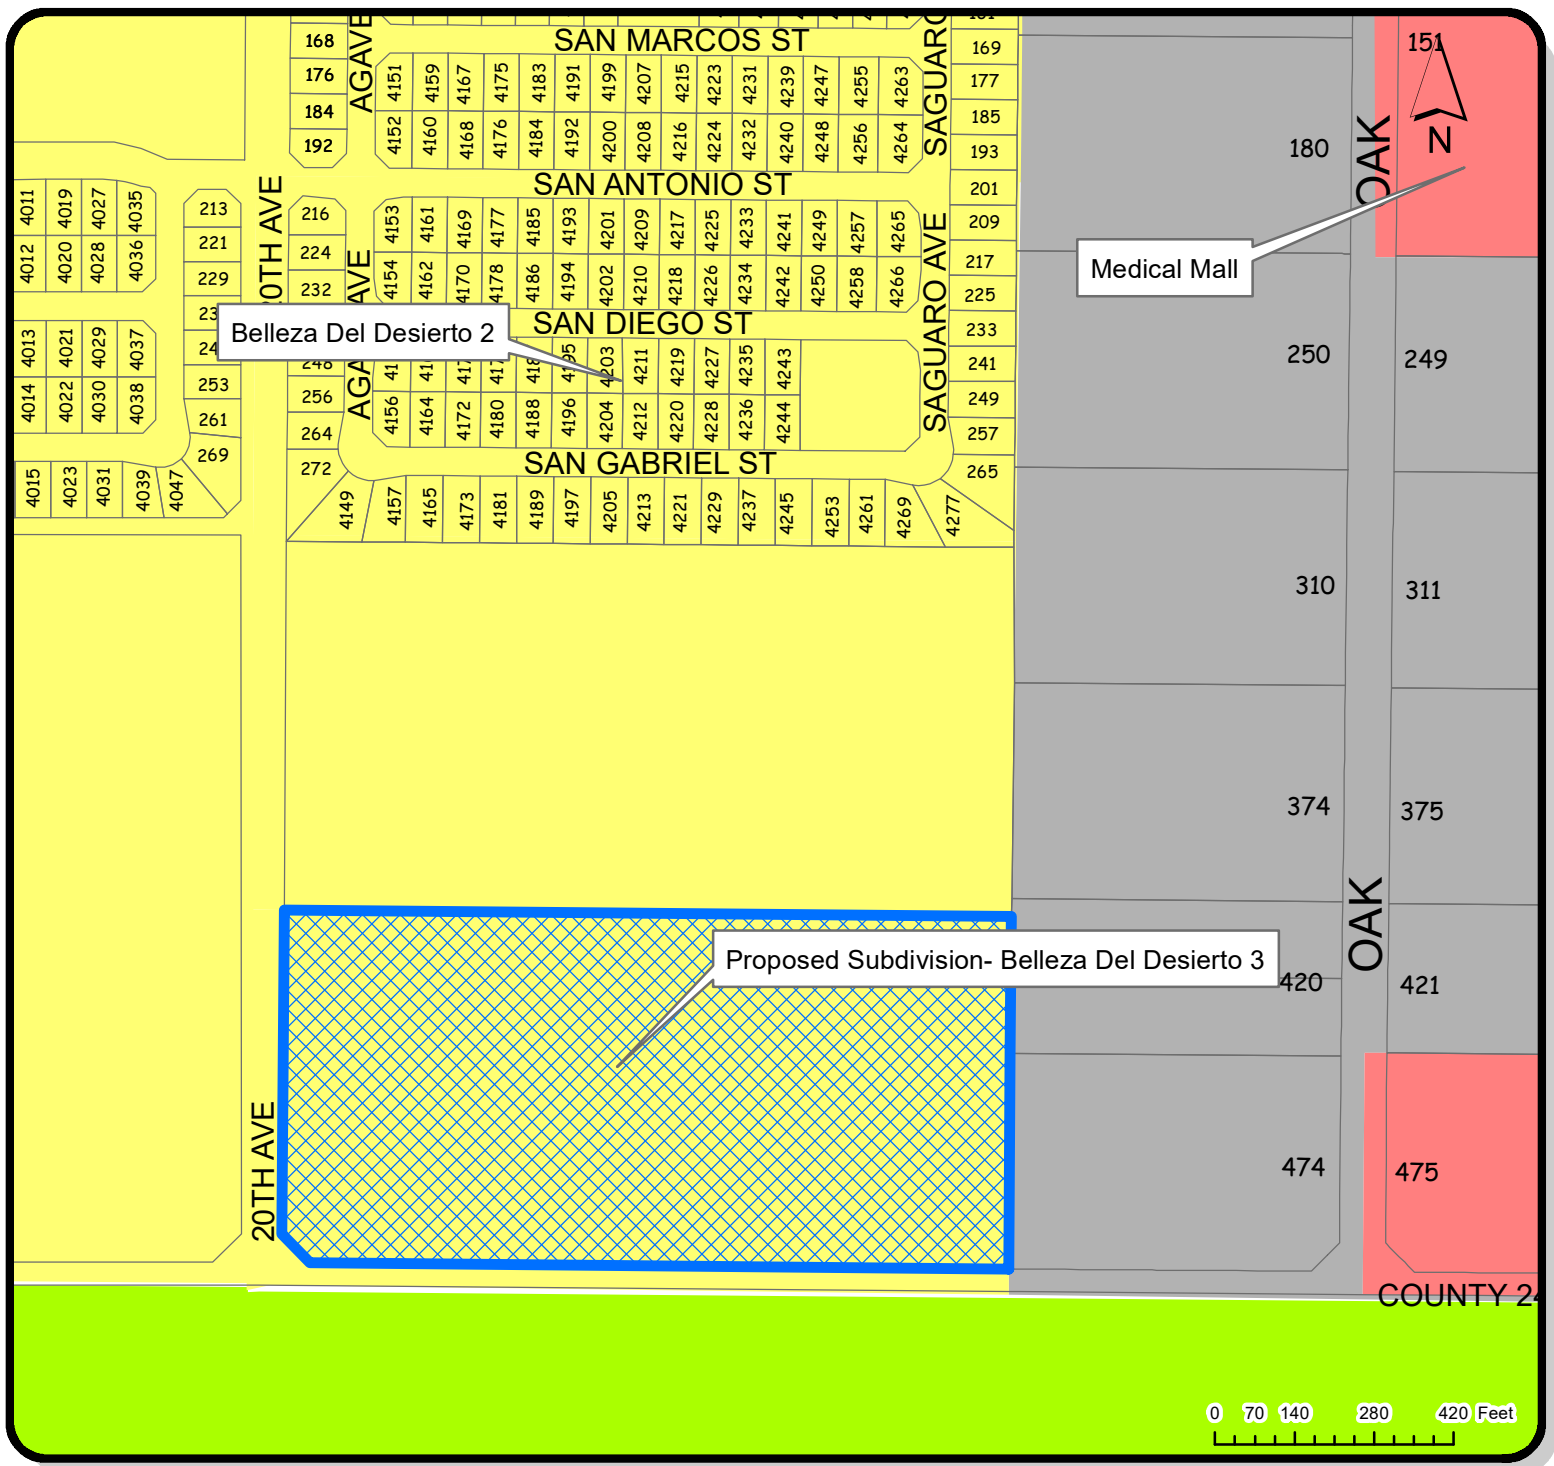 SAN MARCOS ST
168
176
184
192
AGAVE
4151 4159 4167 4175 4183 4191 4199 4207 4215 4223 4231 4239 4247 4255 4263
4152 4160 4168 4176 4184 4192 4200 4208 4216 4224 4232 4240 4248 4256 4264
SAGUARO
169
177
185
193
201
209
217
225
233
241
249
257
265
SAN ANTONIO ST
4011 4019 4027 4035
4012 4020 4028 4036
4013 4021 4029 4037
4014 4022 4030 4038
4015 4023 4031 4039 4047
213
221
229
253
261
269
20TH AVE
216
224
232
248
256
264
272
AGAVE AVE
4153 4161 4169 4177 4185 4193 4201 4209 4217 4225 4233 4241 4249 4257 4265
4154 4162 4170 4178 4186 4194 4202 4210 4218 4226 4234 4242 4250 4258 4266
SAGUARO AVE
Belleza Del Desierto 2
SAN DIEGO ST
4195 4203 4211 4219 4227 4235 4243
4156 4164 4172 4180 4188 4196 4204 4212 4220 4228 4236 4244
SAN GABRIEL ST
4149 4157 4165 4173 4181 4189 4197 4205 4213 4221 4229 4237 4245 4253 4261 4269 4277
151
N
180
OAK
Medical Mall
250
249
310
311
374
375
OAK
Proposed Subdivision- Belleza Del Desierto 3
420
421
20TH AVE
474
475
COUNTY
0 70 140 280 420 Feet